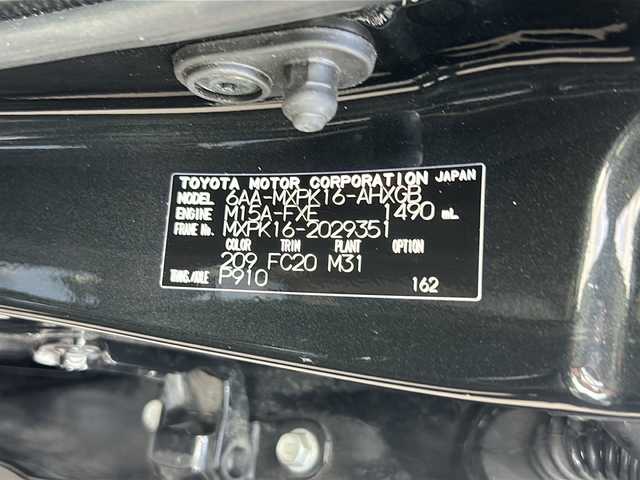 TOYOTA MOTOR CORPORATION JAPAN
MODEL 6AA-MXPK16-AHXGB
ENGINE M15A-FXE 1490 mL
FRAME No. MXPK16-2029351
COLOR TRIM PLANT OPTION
209 FC20 M31
TRANS./AXLE P910 162